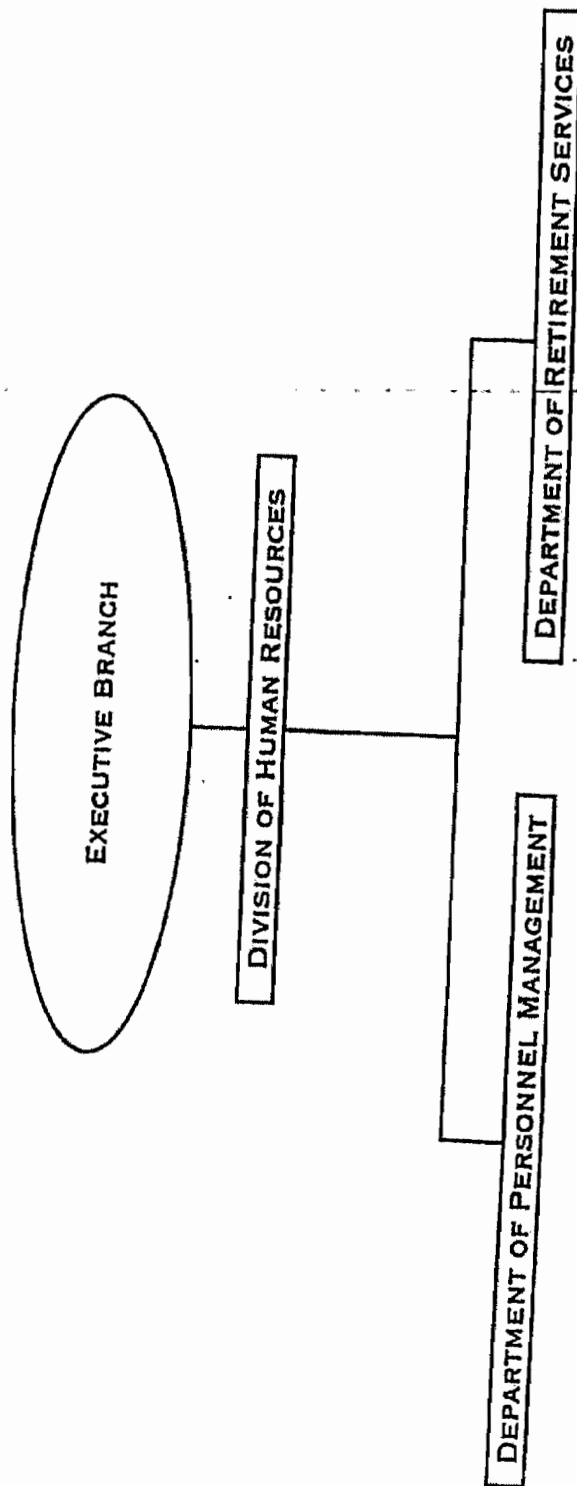 EXECUTIVE BRANCH
DIVISION OF HUMAN RESOURCES
DEPARTMENT OF PERSONNEL MANAGEMENT
DEPARTMENT OF RETIREMENT SERVICES